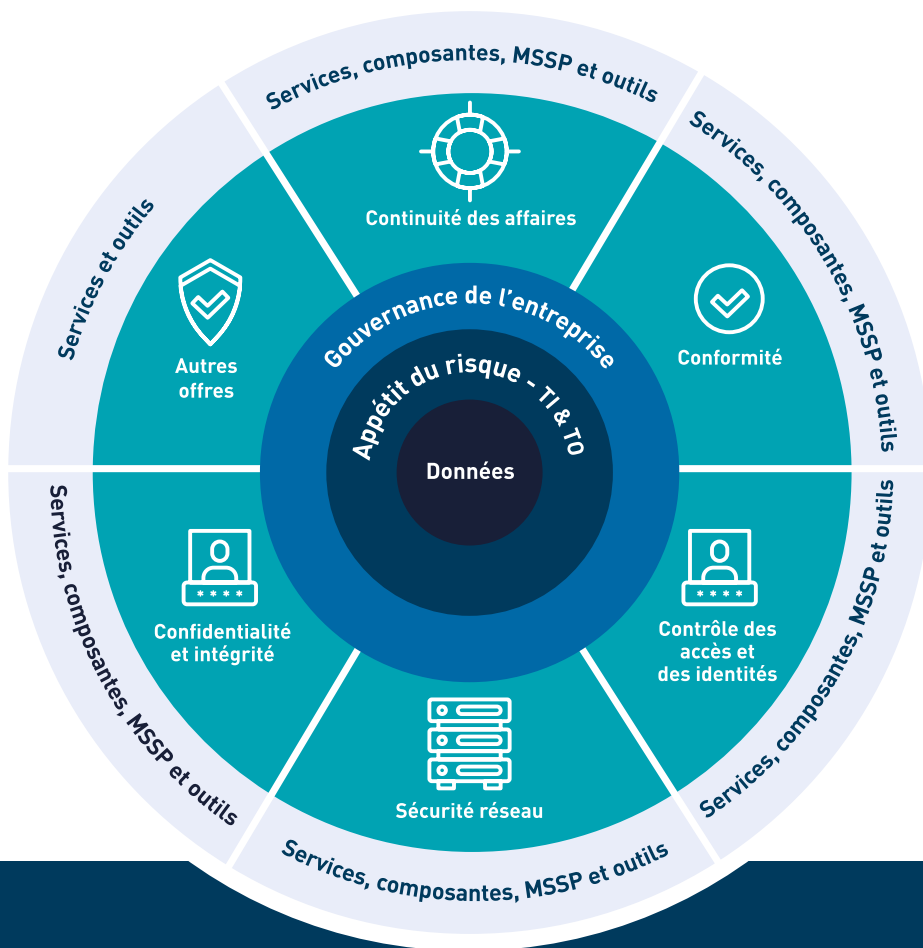 Services, composantes, MSSP et outils
Continuité des affaires
Services, composantes, MSSP et outils
Conformité
Services, composantes, MSSP et outils
Contrôle des
accès et
des identités
Services, composantes, MSSP et outils
Sécurité réseau
Services, composantes, MSSP et outils
Confidentialité
et intégrité
Services et outils
Autres
offres
Gouvernance de l’entreprise
Appétit du risque - TI & TO
Données